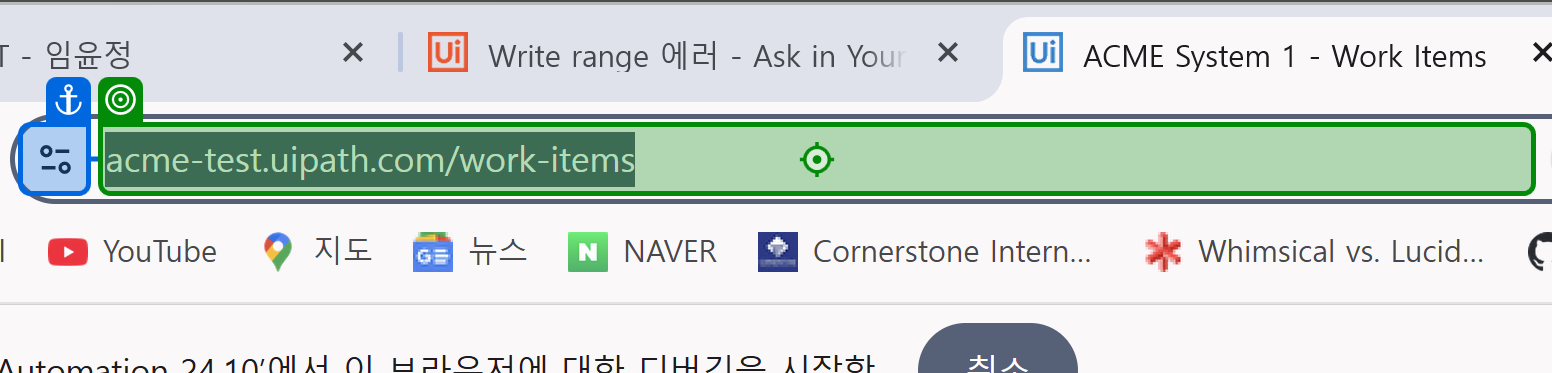 T - 임윤정
Ui Write range 에러 - Ask in Your
Ui ACME System 1 - Work Items
acme-test.uipath.com/work-items
YouTube 지도 GE 뉴스 N NAVER Cornerstone Intern... Whimsical vs. Lucid...
Automation 24.10'에서 이 브라우저에 대한 디버깅을 시작함 취소